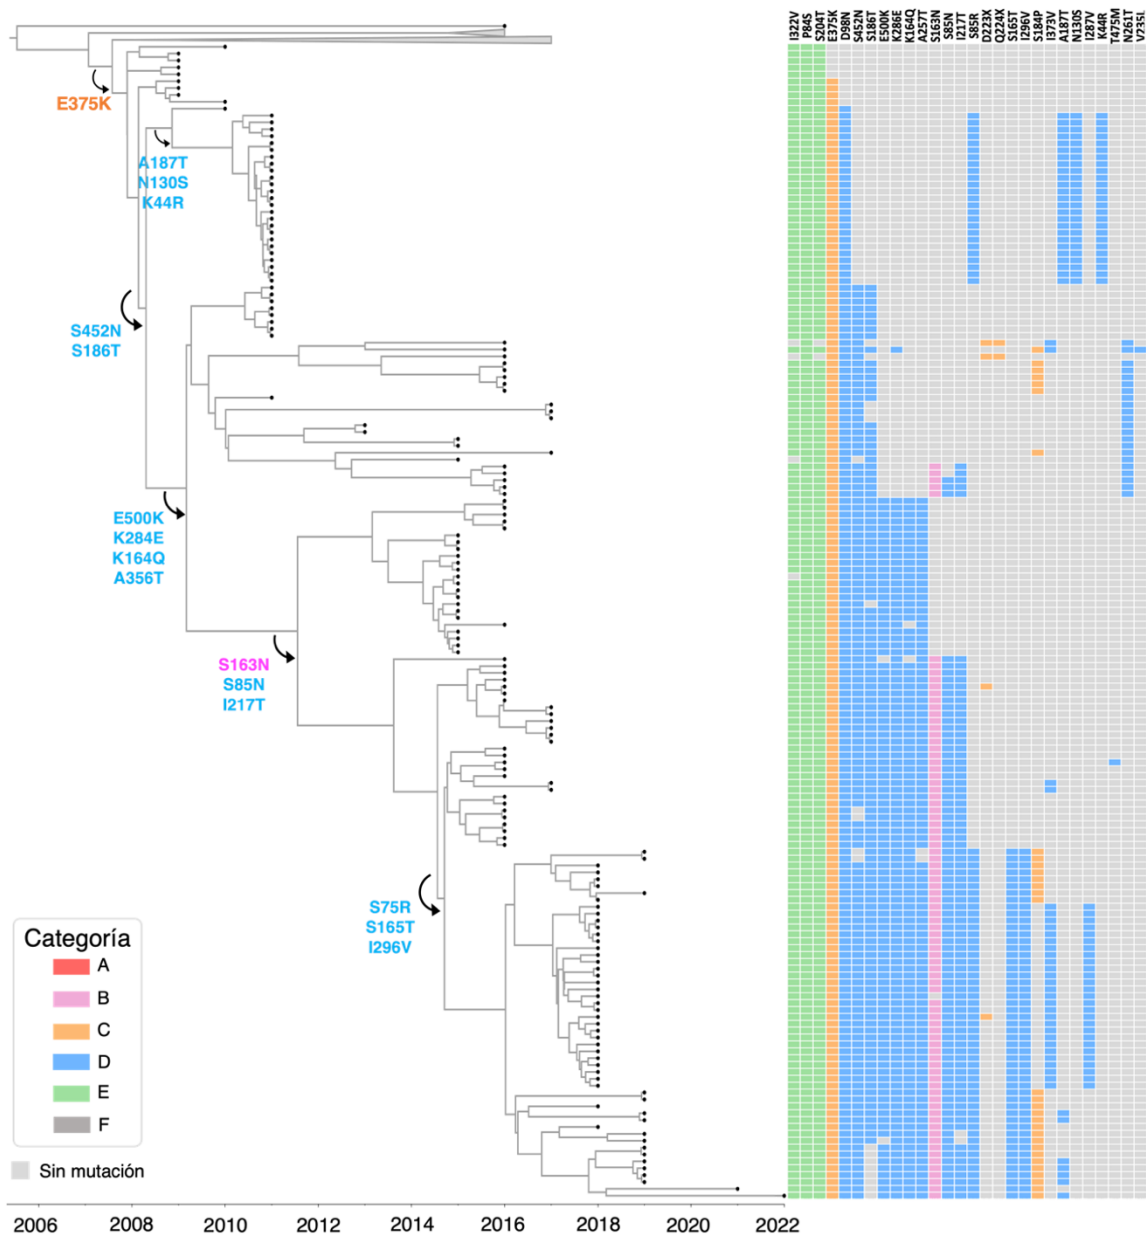 I322V P84S S204T E375K D98N S452N S186T E500K K286E K164Q A257T S163N S85N I217T S85R D223X Q224X S165T I296V S184P I373V A187T N130S I287V K44R T475M N261T V235L
E375K
A187T
N130S
K44R
S452N
S186T
E500K
K284E
K164Q
A356T
S163N
S85N
I217T
S75R
S165T
I296V
Categoría
A
B
C
D
E
F
Sin mutación
2006 2008 2010 2012 2014 2016 2018 2020 2022